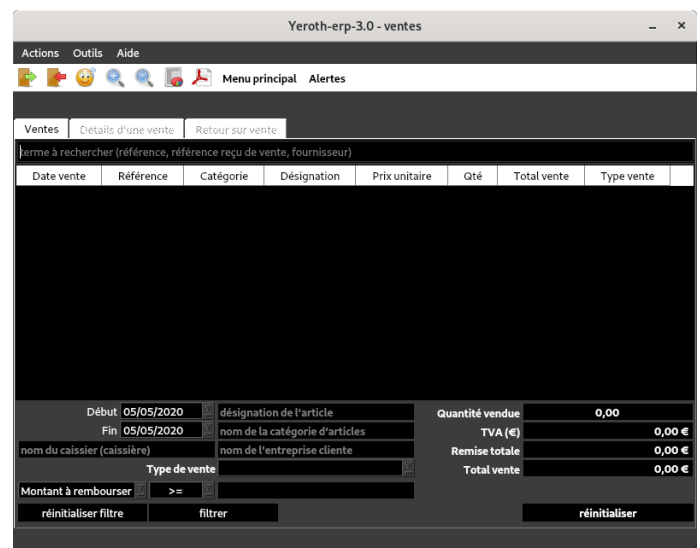 Yeroth-erp-3.0 - ventes
Actions Outils Aide
Menu principal Alertes
Ventes Détails d'une vente Retour sur vente
terme à rechercher (référence, référence reçu de vente, fournisseur)
Date vente Référence Catégorie Désignation Prix unitaire Qté Total vente Type vente
Début 05/05/2020 désignation de l'article Quantité vendue 0,00
Fin 05/05/2020 nom de la catégorie d'articles TVA (€) 0,00 €
nom du caissier (caissière) nom de l'entreprise cliente Remise totale 0,00 €
Type de vente Total vente 0,00 €
Montant à rembourser >=
réinitialiser filtre filtrer réinitialiser